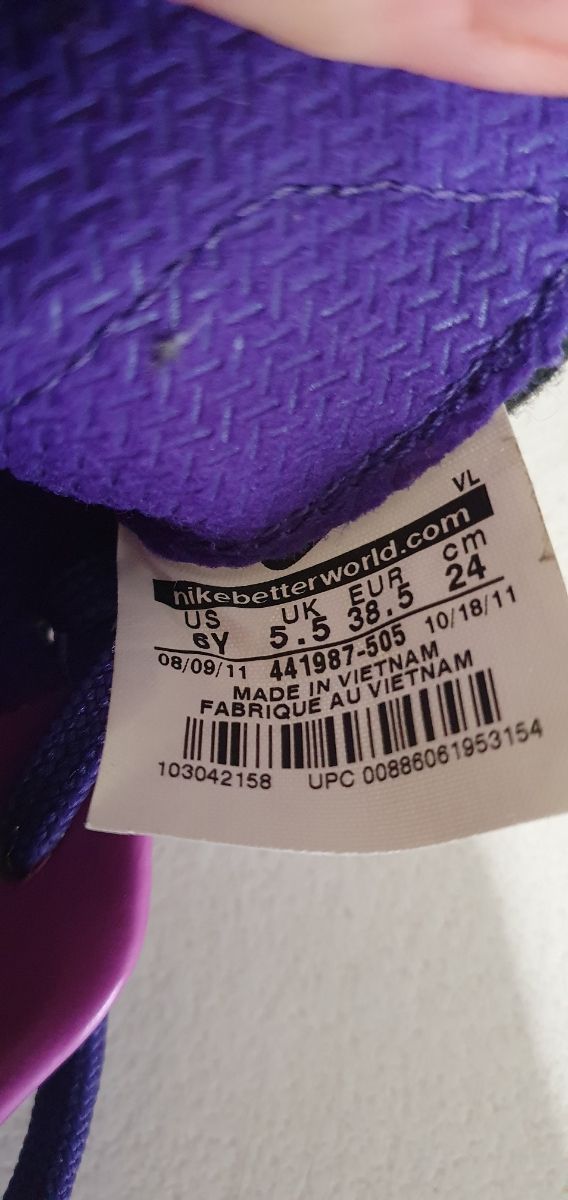 VL
nikebetterworld.com
US UK EUR cm
6Y 5.5 38.5 24
08/09/11 441987-505 10/18/11
MADE IN VIETNAM
FABRIQUE AU VIETNAM
103042158 UPC 00886061953154